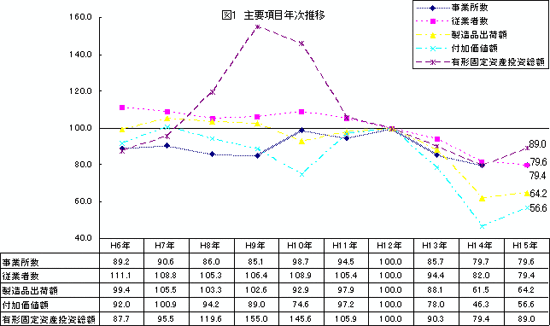 図1 主要項目年次推移
事業所数
従業者数
製造品出荷額
付加価値額
有形固定資産投資総額
160.0
140.0
120.0
100.0
80.0
60.0
40.0
89.0
79.6
79.4
64.2
56.6
H6年 H7年 H8年 H9年 H10年 H11年 H12年 H13年 H14年 H15年
事業所数 89.2 90.6 86.0 85.1 98.7 94.5 100.0 85.7 79.7 79.6
従業者数 111.1 108.8 105.3 106.4 108.9 105.4 100.0 94.4 82.0 79.4
製造品出荷額 99.4 105.5 103.3 102.6 92.9 97.9 100.0 88.1 61.5 64.2
付加価値額 92.0 100.9 94.2 89.0 74.6 97.2 100.0 78.0 46.3 56.6
有形固定資産投資総額 87.7 95.5 119.6 155.0 145.6 105.9 100.0 90.3 79.4 89.0